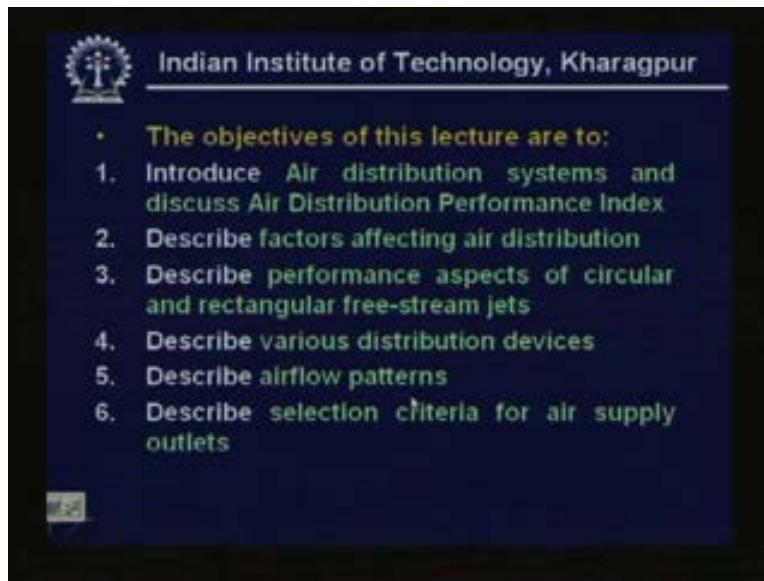 Indian Institute of Technology, Kharagpur
• The objectives of this lecture are to:
1. Introduce Air distribution systems and
discuss Air Distribution Performance Index
2. Describe factors affecting air distribution
3. Describe performance aspects of circular
and rectangular free-stream jets
4. Describe various distribution devices
5. Describe airflow patterns
6. Describe selection criteria for air supply
outlets